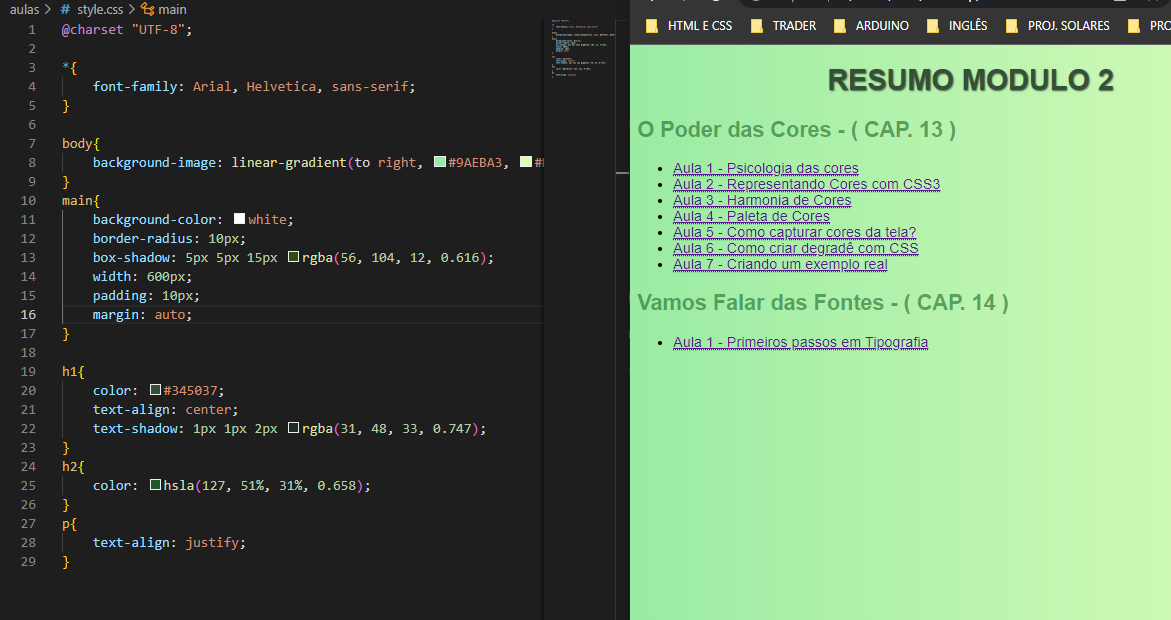 aulas > # style.css > main
1 @charset "UTF-8";
2
3 *{
4 font-family: Arial, Helvetica, sans-serif;
5 }
6
7 body{
8 background-image: linear-gradient(to right, #9AEBA3, #
9 }
10 main{
11 background-color: white;
12 border-radius: 10px;
13 box-shadow: 5px 5px 15px rgba(56, 104, 12, 0.616);
14 width: 600px;
15 padding: 10px;
16 margin: auto;
17 }
18
19 h1{
20 color: #345037;
21 text-align: center;
22 text-shadow: 1px 1px 2px rgba(31, 48, 33, 0.747);
23 }
24 h2{
25 color: hsla(127, 51%, 31%, 0.658);
26 }
27 p{
28 text-align: justify;
29 }
HTML E CSS TRADER ARDUINO INGLÊS PROJ. SOLARES PRO
RESUMO MODULO 2
O Poder das Cores - ( CAP. 13 )
• Aula 1 - Psicologia das cores
• Aula 2 - Representando Cores com CSS3
• Aula 3 - Harmonia de Cores
• Aula 4 - Paleta de Cores
• Aula 5 - Como capturar cores da tela?
• Aula 6 - Como criar degradê com CSS
• Aula 7 - Criando um exemplo real
Vamos Falar das Fontes - ( CAP. 14 )
• Aula 1 - Primeiros passos em Tipografia